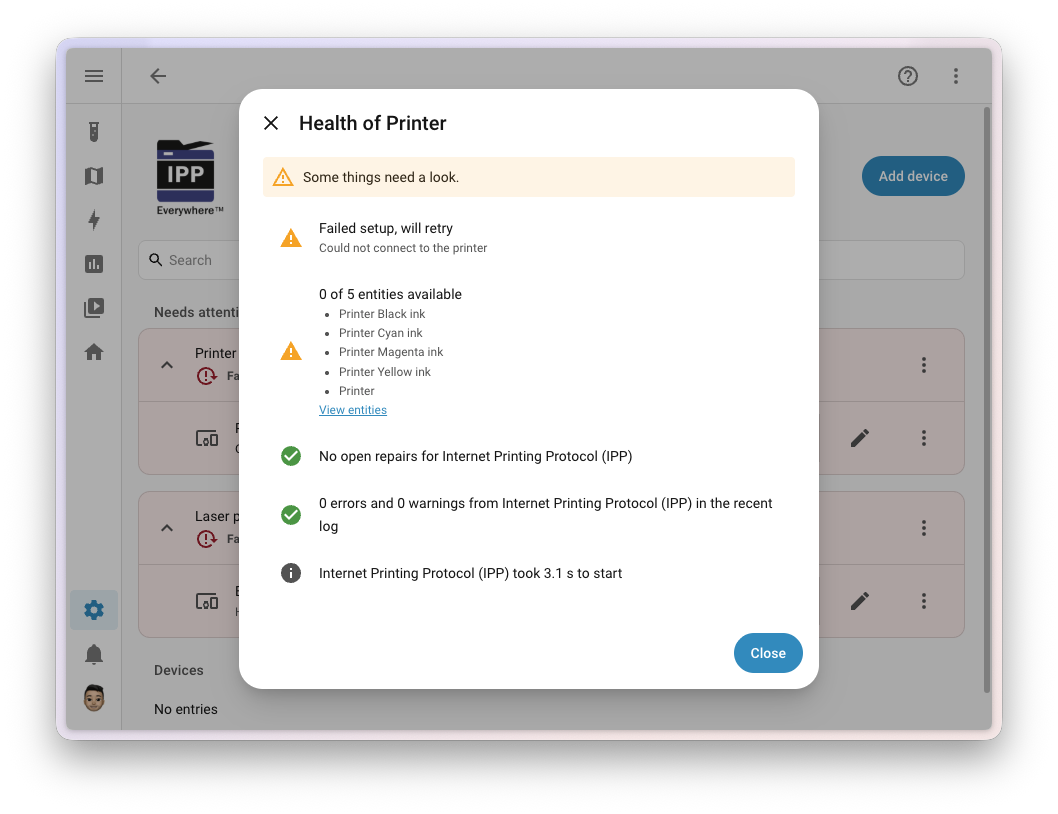 Health of Printer
Some things need a look.
Failed setup, will retry
Could not connect to the printer
0 of 5 entities available
Printer Black ink
Printer Cyan ink
Printer Magenta ink
Printer Yellow ink
Printer
View entities
No open repairs for Internet Printing Protocol (IPP)
0 errors and 0 warnings from Internet Printing Protocol (IPP) in the recent
log
Internet Printing Protocol (IPP) took 3.1 s to start
Close
IPP
Everywhere™
Add device
Search
Needs
Printer
Laser
Devices
No entries